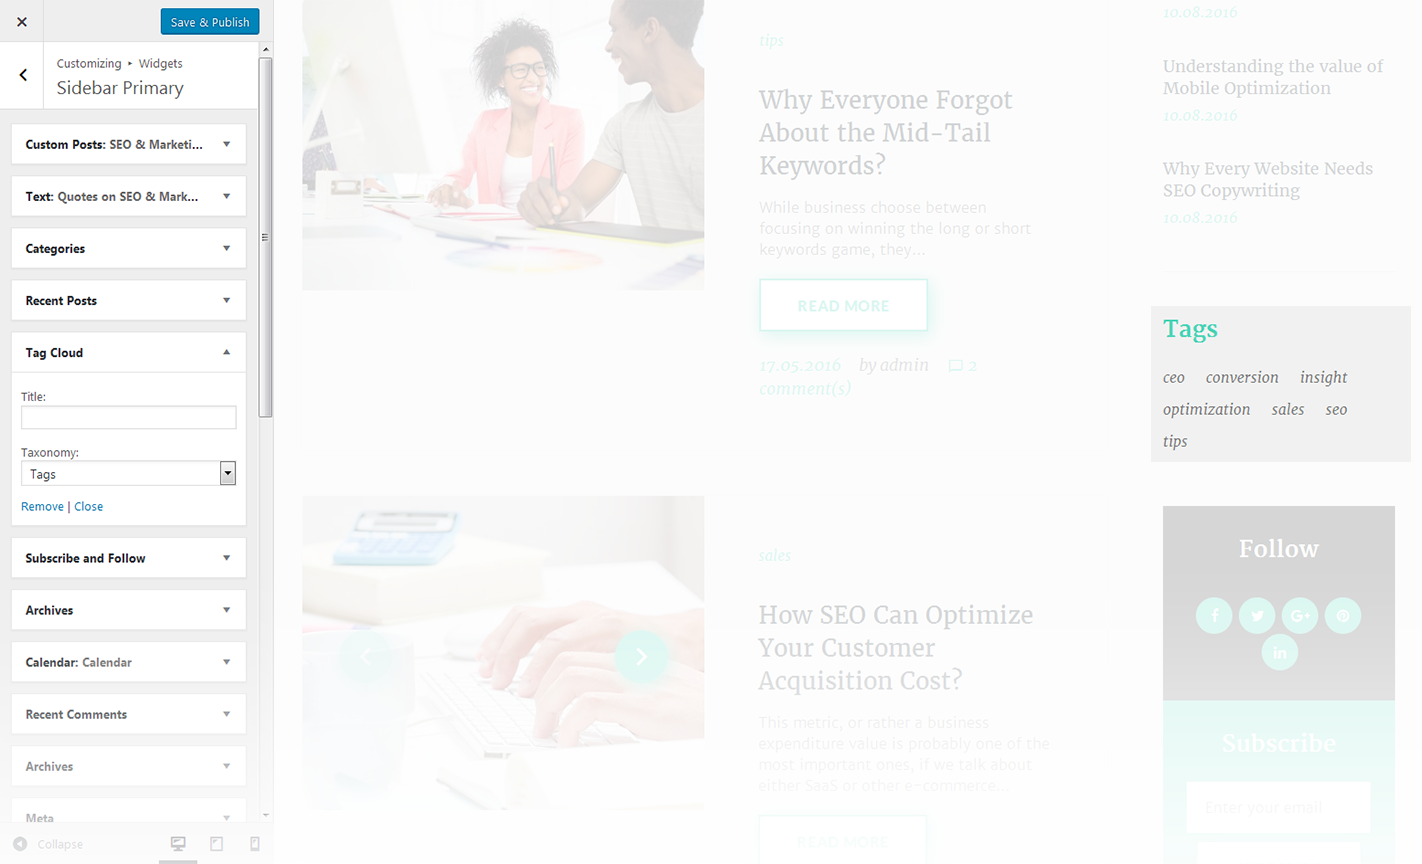 Save & Publish
Customizing ▸ Widgets
Sidebar Primary
Custom Posts: SEO & Marketi...
Text: Quotes on SEO & Mark...
Categories
Recent Posts
Tag Cloud
Title:
Taxonomy:
Tags
Remove | Close
Subscribe and Follow
Archives
Calendar: Calendar
Recent Comments
Archives
Meta
Collapse
tips
Why Everyone Forgot
About the Mid-Tail
Keywords?
While business choose between
focusing on winning the long or short
keywords game, they...
READ MORE
17.05.2016 by admin 2
comment(s)
sales
How SEO Can Optimize
Your Customer
Acquisition Cost?
This metric, or rather a business
expenditure value is probably one of the
most important ones, if we talk about
either SaaS or other e-commerce...
READ MORE
10.08.2016
Understanding the value of
Mobile Optimization
10.08.2016
Why Every Website Needs
SEO Copywriting
10.08.2016
Tags
ceo conversion insight
optimization sales seo
tips
Follow
Subscribe
Enter your email